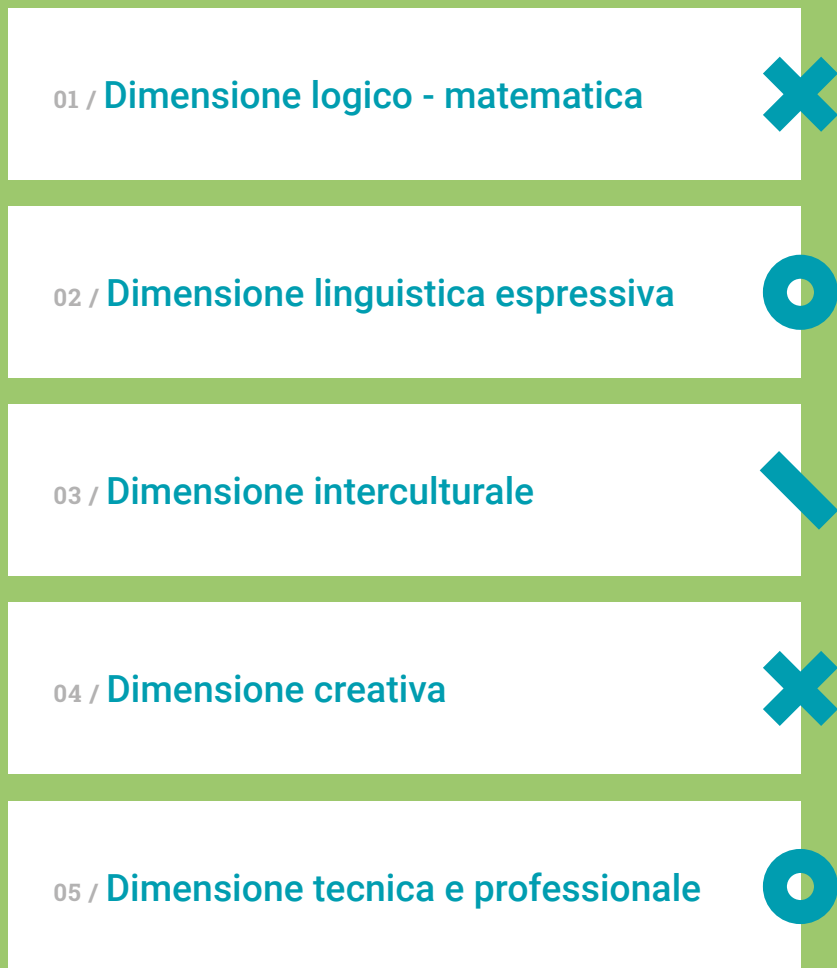 01 / Dimensione logico - matematica
02 / Dimensione linguistica espressiva
03 / Dimensione interculturale
04 / Dimensione creativa
05 / Dimensione tecnica e professionale